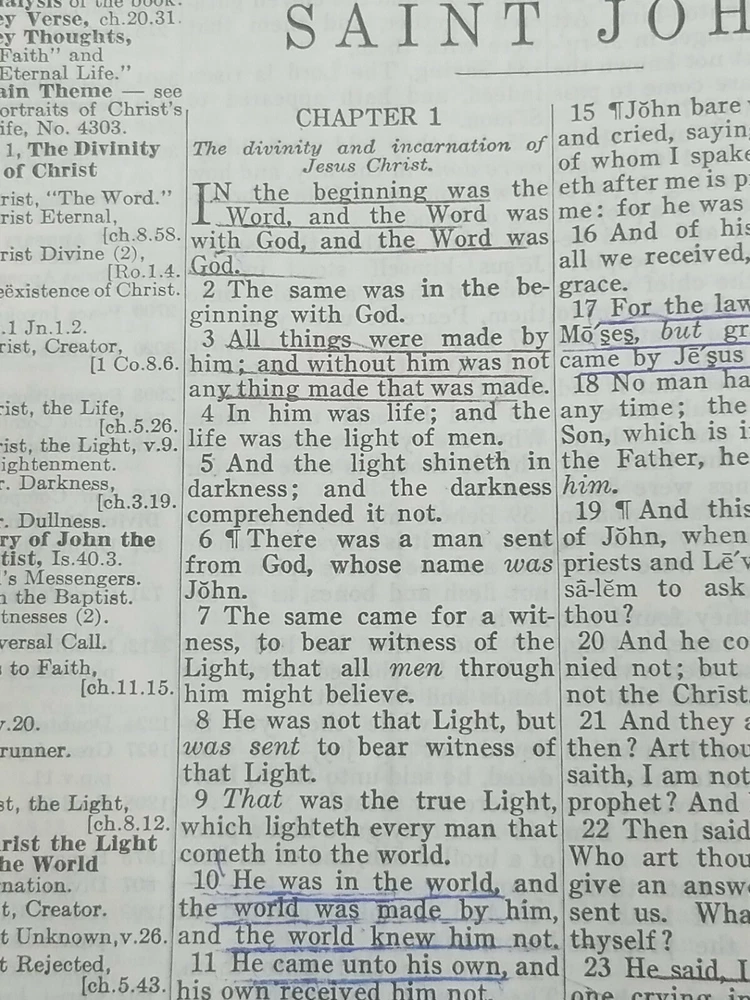 alysis of the book.
ey Verse, ch.20.31.
ey Thoughts,
"Faith" and
Eternal Life."
ain Theme — see
ortraits of Christ's
ife, No. 4303.
1, The Divinity
of Christ
rist, "The Word."
rist Eternal,
[ch.8.58.
rist Divine (2),
[Ro.1.4.
eëxistence of Christ.
.1 Jn.1.2.
rist, Creator,
[1 Co.8.6.
rist, the Life,
[ch.5.26.
rist, the Light, v.9.
ightenment.
r. Darkness,
[ch.3.19.
r. Dullness.
ry of John the
tist, Is.40.3.
's Messengers.
n the Baptist.
tnesses (2).
versal Call.
s to Faith,
[ch.11.15.
v.20.
runner.
st, the Light,
[ch.8.12.
rist the Light
he World
nation.
t, Creator.
t Unknown, v.26.
t Rejected,
[ch.5.43.
SAINT JOH
CHAPTER 1
The divinity and incarnation of
Jesus Christ.
IN the beginning was the
Word, and the Word was
with God, and the Word was
God.
2 The same was in the be-
ginning with God.
3 All things were made by
him; and without him was not
any thing made that was made.
4 In him was life; and the
life was the light of men.
5 And the light shineth in
darkness; and the darkness
comprehended it not.
6 ¶ There was a man sent
from God, whose name was
Jŏhn.
7 The same came for a wit-
ness, to bear witness of the
Light, that all men through
him might believe.
8 He was not that Light, but
was sent to bear witness of
that Light.
9 That was the true Light,
which lighteth every man that
cometh into the world.
10 He was in the world, and
the world was made by him,
and the world knew him not.
11 He came unto his own, and
his own received him not.
15 ¶Jŏhn bare
and cried, saying
of whom I spake
eth after me is p
me: for he was
16 And of his
all we received,
grace.
17 For the law
Mō´ṣeṣ, but gr
came by Jē´ṣus
18 No man ha
any time; the
Son, which is i
the Father, he
him.
19 ¶ And this
of Jŏhn, when
priests and Lē´v
sâ-lĕm to ask
thou?
20 And he co
nied not; but
not the Chrīst.
21 And they a
then? Art thou
saith, I am not
prophet? And
22 Then said
Who art thou
give an answ
sent us. Wha
thyself?
23 He said, I
one crying in